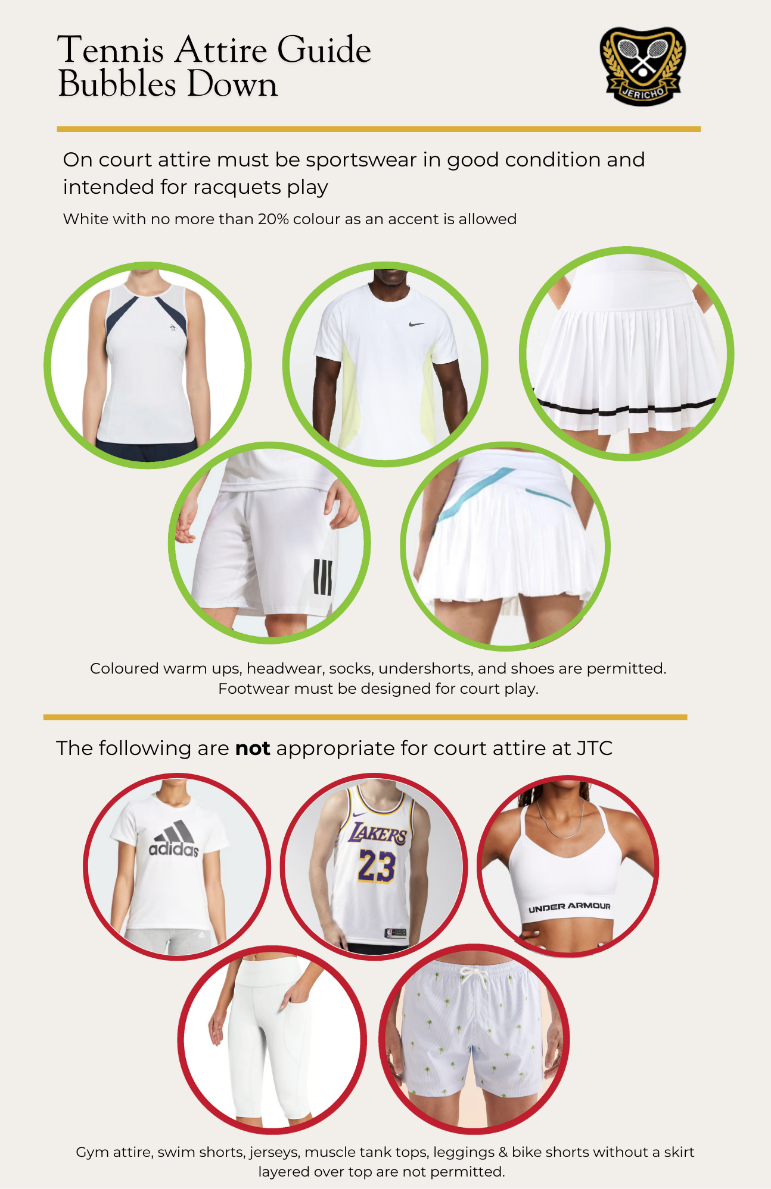 Tennis Attire Guide
Bubbles Down
JERICHO
On court attire must be sportswear in good condition and
intended for racquets play
White with no more than 20% colour as an accent is allowed
Coloured warm ups, headwear, socks, undershorts, and shoes are permitted.
Footwear must be designed for court play.
The following are not appropriate for court attire at JTC
adidas
LAKERS
23
UNDER ARMOUR
Gym attire, swim shorts, jerseys, muscle tank tops, leggings & bike shorts without a skirt
layered over top are not permitted.